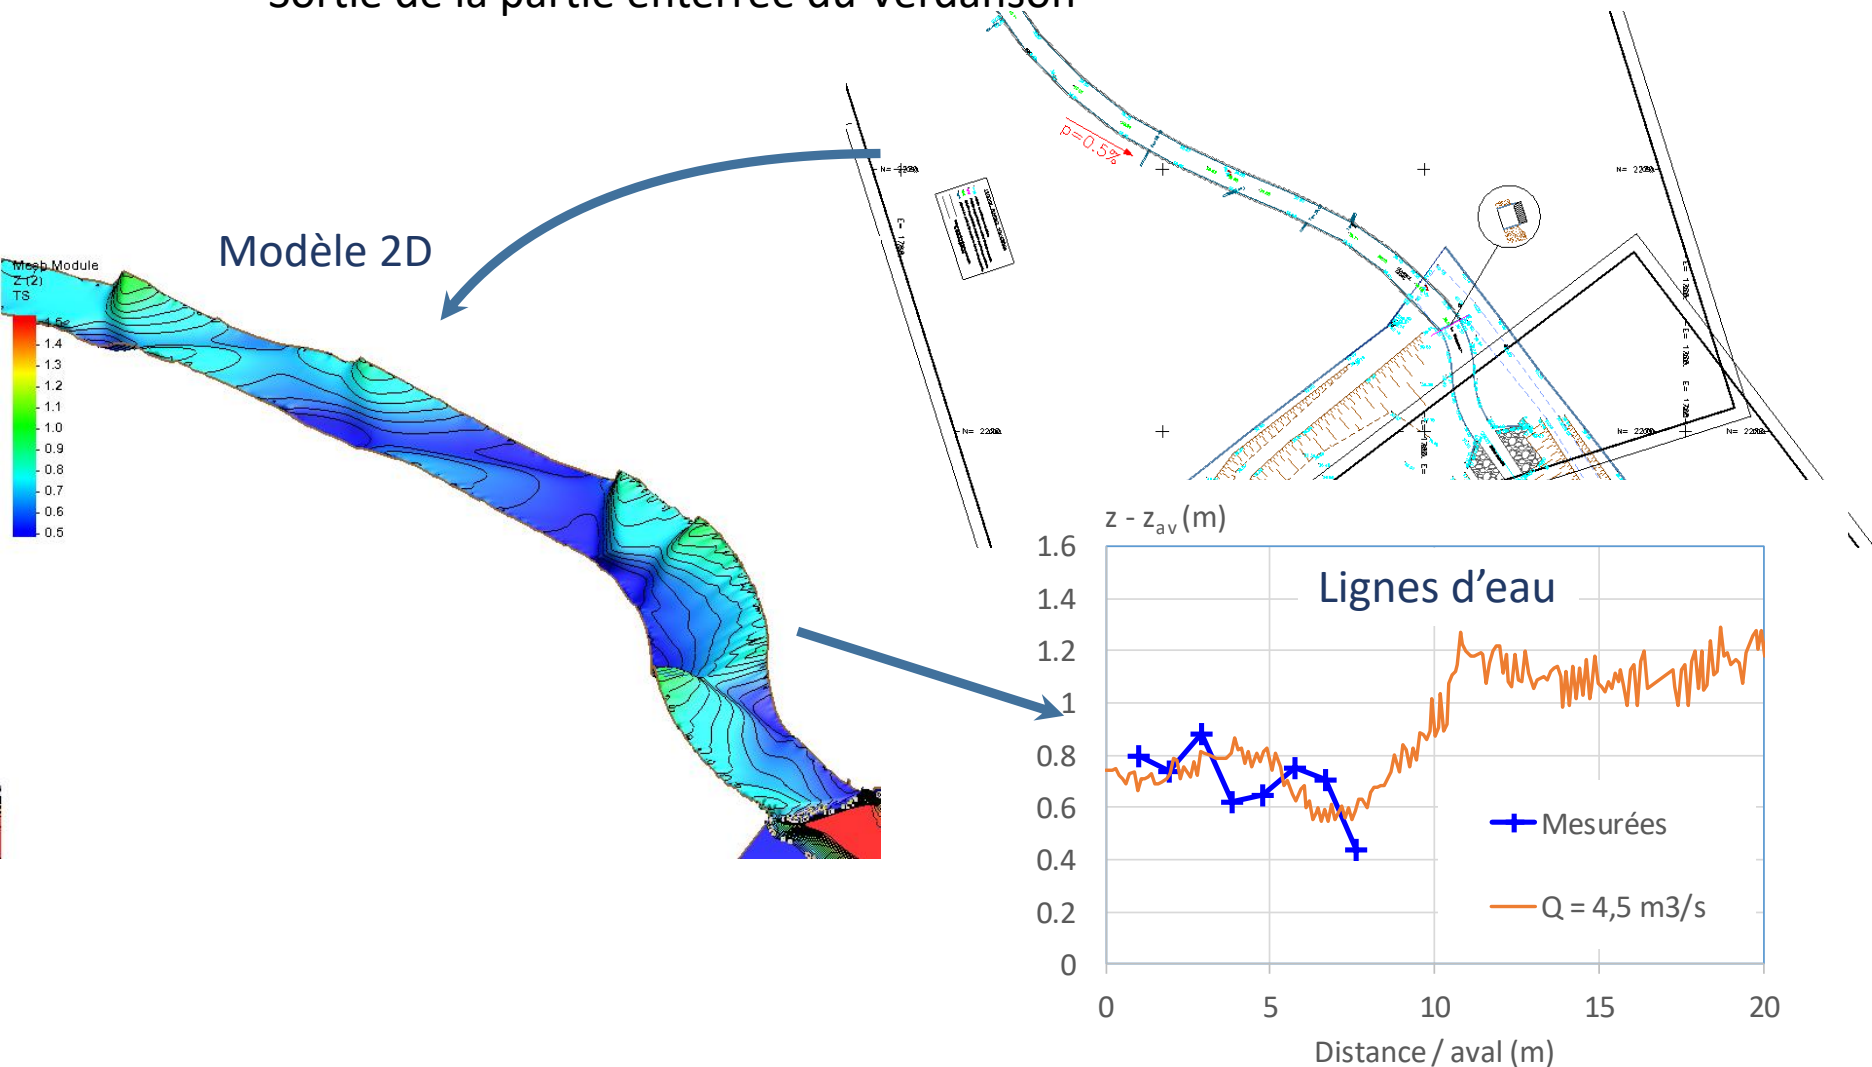 Sortie de la partie enterrée du Verdanson
p=0.5%
Modèle 2D
Mesh Module
Z (2)
TS
1.5
1.4
1.3
1.2
1.1
1.0
0.9
0.8
0.7
0.6
0.5
z - zav (m)
Lignes d'eau
1.6
1.4
1.2
1
0.8
0.6
0.4
0.2
0
Mesurées
Q = 4,5 m3/s
0 5 10 15 20
Distance / aval (m)